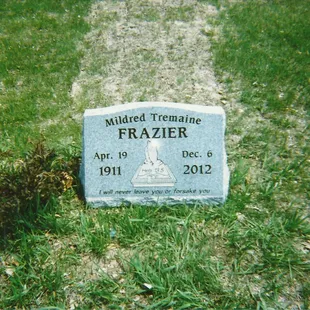 Mildred Tremaine
FRAZIER
Apr. 19 Dec. 6
1911 2012
I will never leave you or forsake you